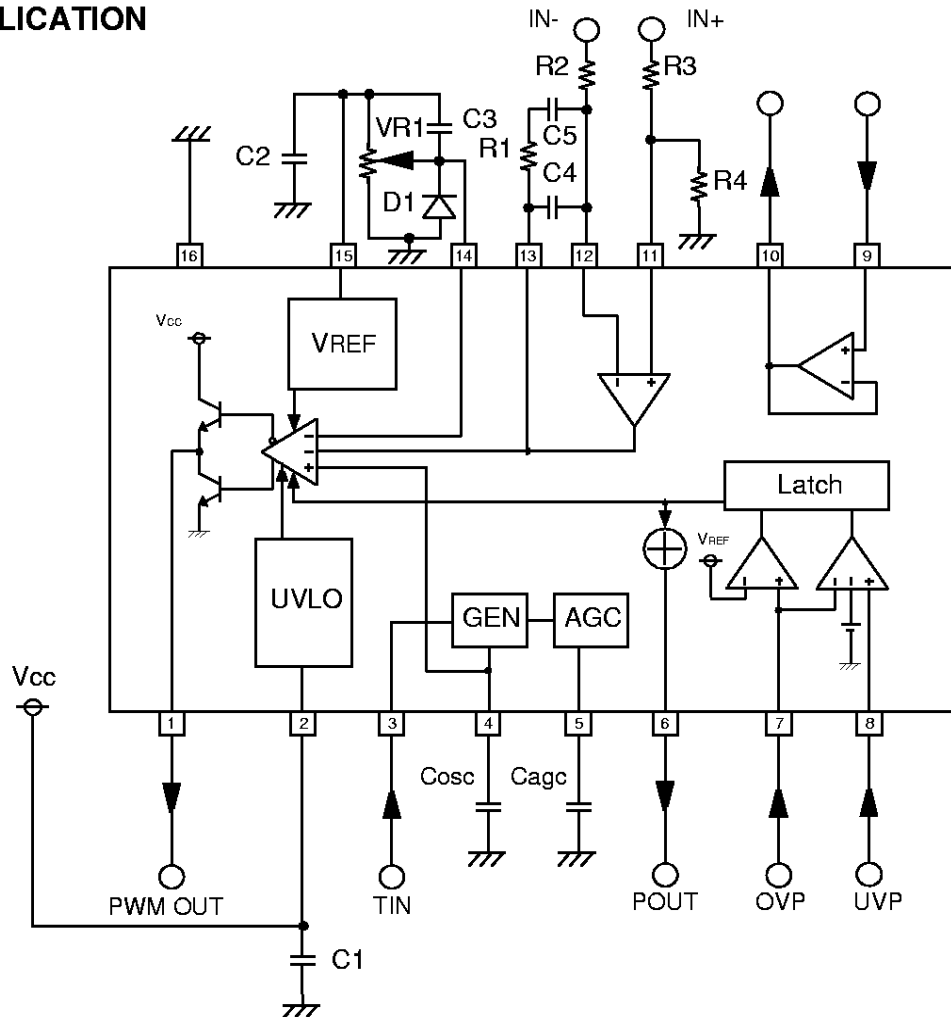 LICATION
IN-
IN+
R2
R3
VR1
C3
R1
C5
C2
C4
D1
R4
16
15
14
13
12
11
10
9
Vcc
VREF
-
+
+
-
-
-
+
Latch
VREF
UVLO
GEN
AGC
-
+
-
-
+
Vcc
1
2
3
4
5
6
7
8
Cosc
Cagc
PWM OUT
TIN
POUT
OVP
UVP
C1